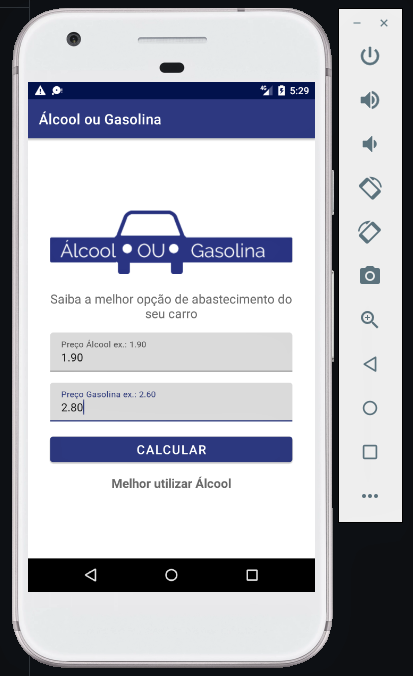 4G 5:29
Álcool ou Gasolina
Álcool OU Gasolina
Saiba a melhor opção de abastecimento do
seu carro
Preço Álcool ex.: 1.90
1.90
Preço Gasolina ex.: 2.60
2.80
CALCULAR
Melhor utilizar Álcool